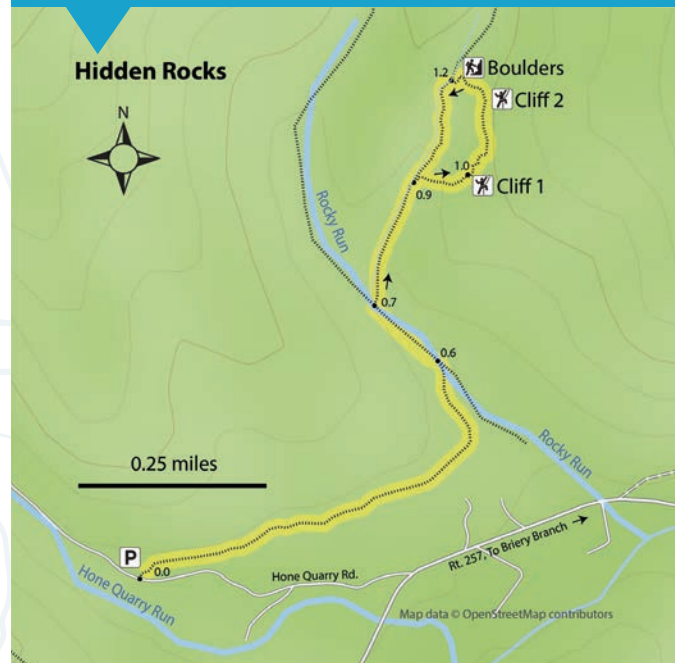 Hidden Rocks
N
1.2
Boulders
Cliff 2
1.0
Cliff 1
0.9
Rocky Run
0.7
0.6
Rocky Run
0.25 miles
P
0.0
Hone Quarry Rd.
Rt. 257, To Briery Branch
Hone Quarry Run
Map data © OpenStreetMap contributors